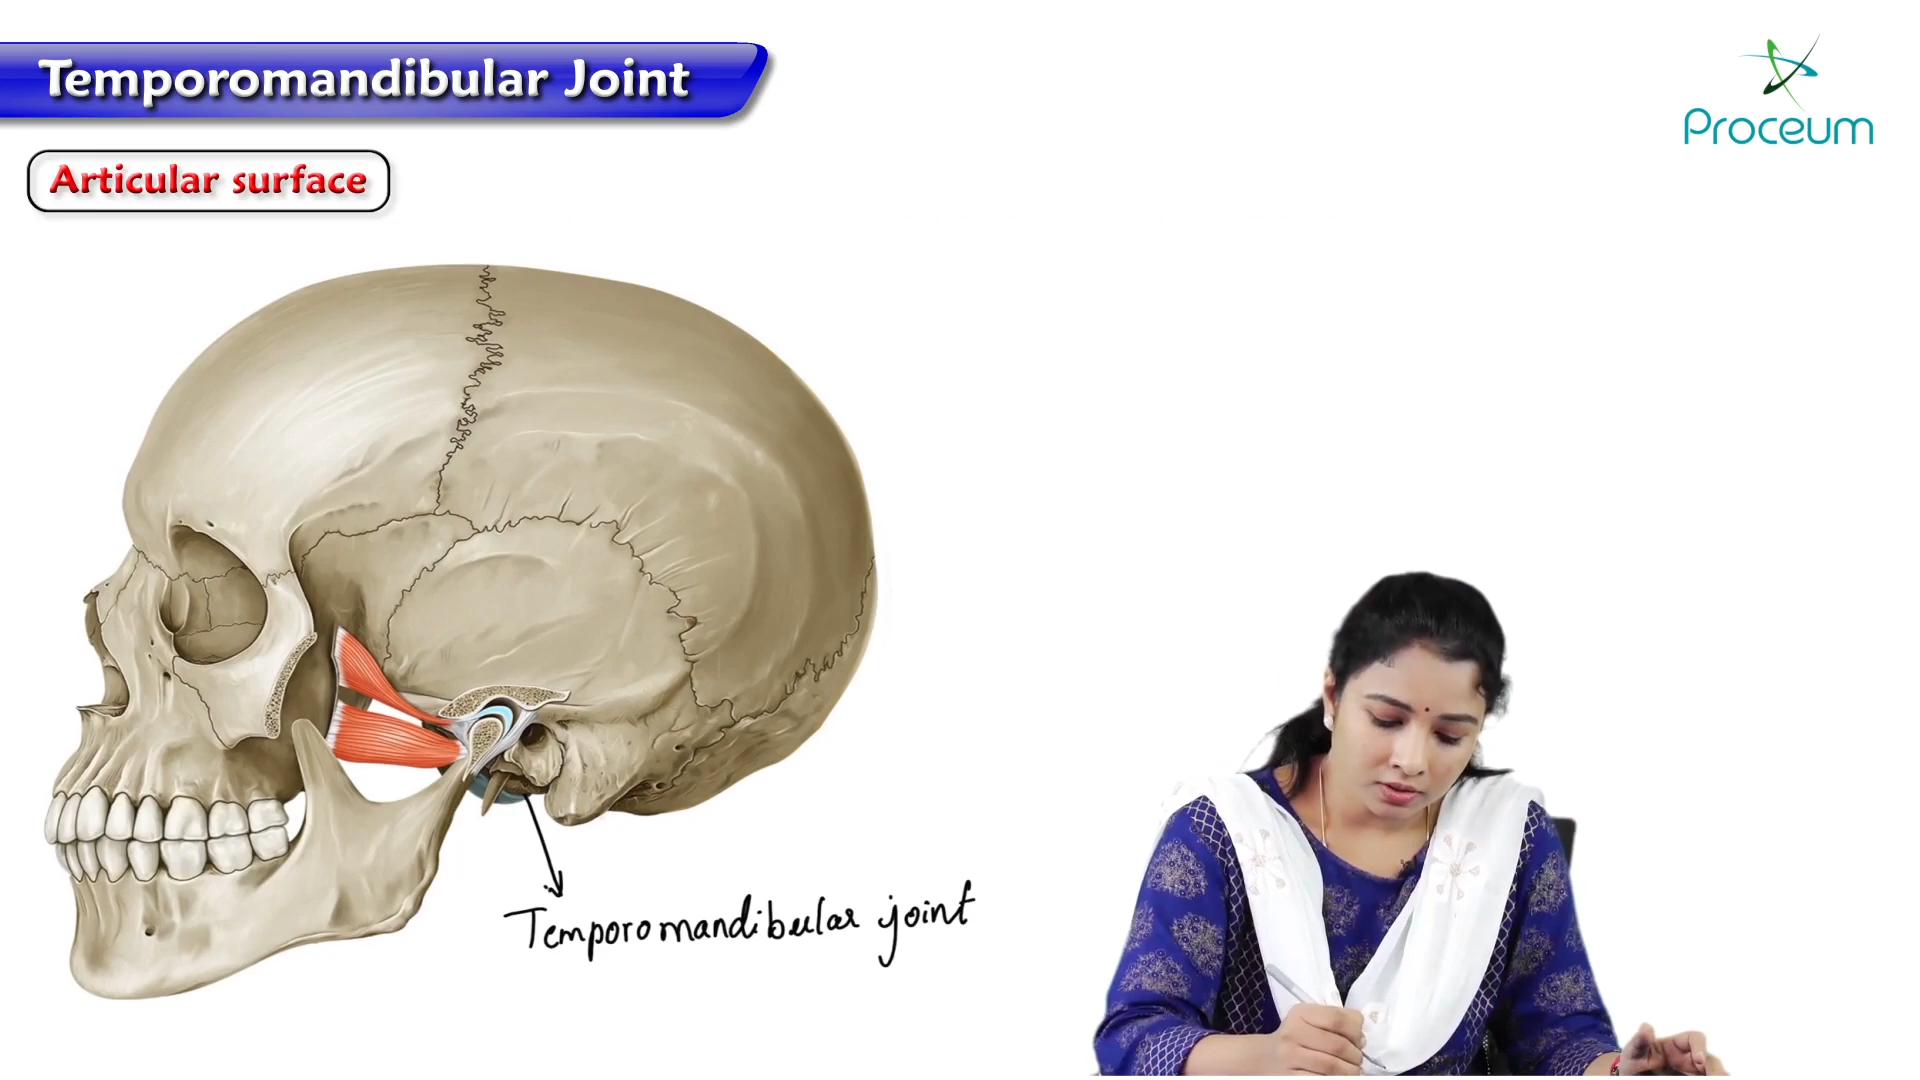 Temporomandibular Joint
Proceum
Articular surface
Temporomandibular joint